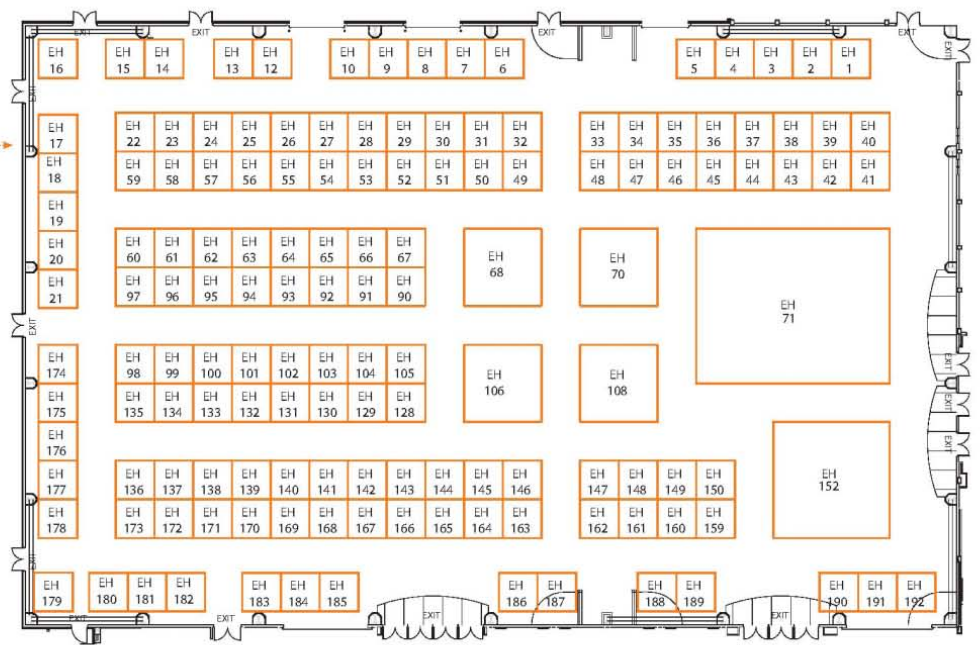 EXIT EXIT EXIT EXIT EXIT
EH EH EH EH EH EH EH EH EH EH EH EH EH EH EH
16 15 14 13 12 10 9 8 7 6 5 4 3 2 1
EXIT
EH EH EH EH EH EH EH EH EH EH EH EH EH EH EH EH EH EH EH EH
17 22 23 24 25 26 27 28 29 30 31 32 33 34 35 36 37 38 39 40
EH EH EH EH EH EH EH EH EH EH EH EH EH EH EH EH EH EH EH EH
18 59 58 57 56 55 54 53 52 51 50 49 48 47 46 45 44 43 42 41
EH
19
EH EH EH EH EH EH EH EH EH
20 60 61 62 63 64 65 66 67
EH EH
68 70
EH EH EH EH EH EH EH EH EH
21 97 96 95 94 93 92 91 90
EH
71
EXIT
EH EH EH EH EH EH EH EH EH
174 98 99 100 101 102 103 104 105
EXIT
EH EH
106 108
EH EH EH EH EH EH EH EH EH
175 135 134 133 132 131 130 129 128
EXIT
EH
176
EXIT
EH EH EH EH EH EH EH EH EH EH EH EH EH EH EH EH
177 136 137 138 139 140 141 142 143 144 145 146 147 148 149 150
EH
152
EH EH EH EH EH EH EH EH EH EH EH EH EH EH EH EH
178 173 172 171 170 169 168 167 166 165 164 163 162 161 160 159
EXIT
EH EH EH EH EH EH EH EH EH EH EH EH EH EH
179 180 181 182 183 184 185 186 187 188 189 190 191 192
EXIT EXIT EXIT EXIT